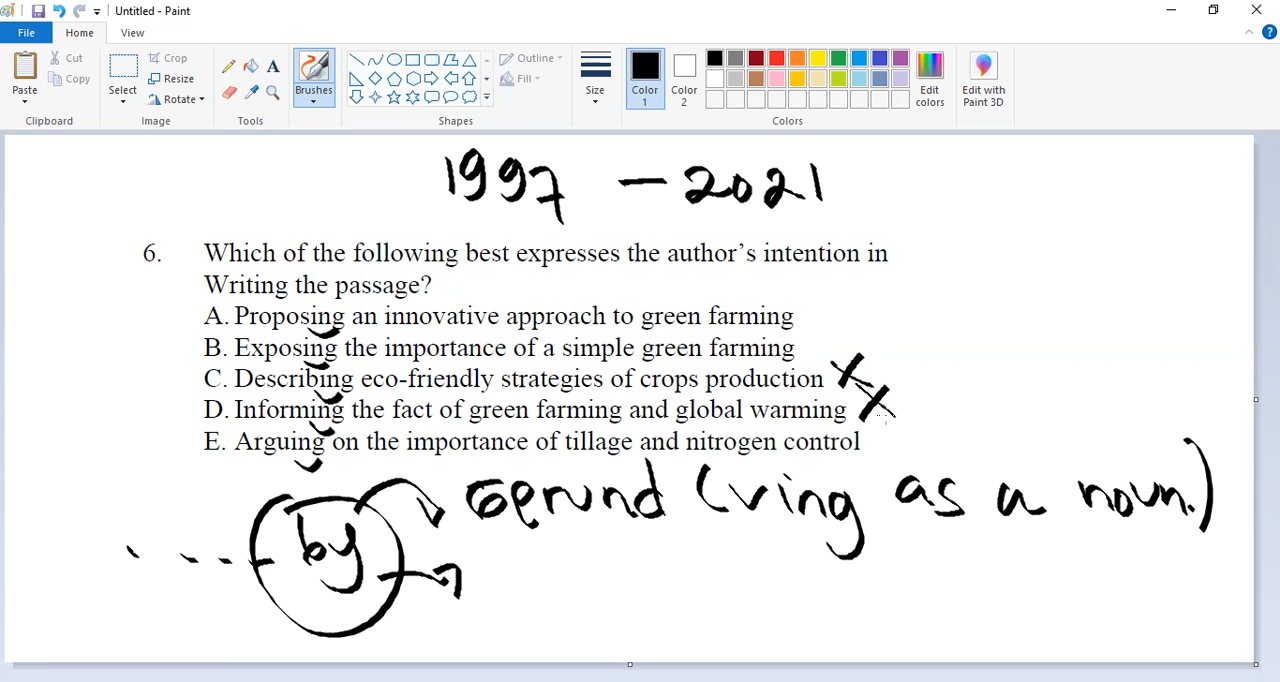 Untitled - Paint
File Home View
Paste Cut Copy Clipboard
Select Crop Resize Rotate Image
A Tools
Brushes
Outline Fill Shapes
Size
Color 1 Color 2 Edit colors Colors
Edit with Paint 3D
1997 - 2021
6. Which of the following best expresses the author's intention in
Writing the passage?
A. Proposing an innovative approach to green farming
B. Exposing the importance of a simple green farming
C. Describing eco-friendly strategies of crops production
D. Informing the fact of green farming and global warming
E. Arguing on the importance of tillage and nitrogen control
Gerund (ving as a noun.)
by